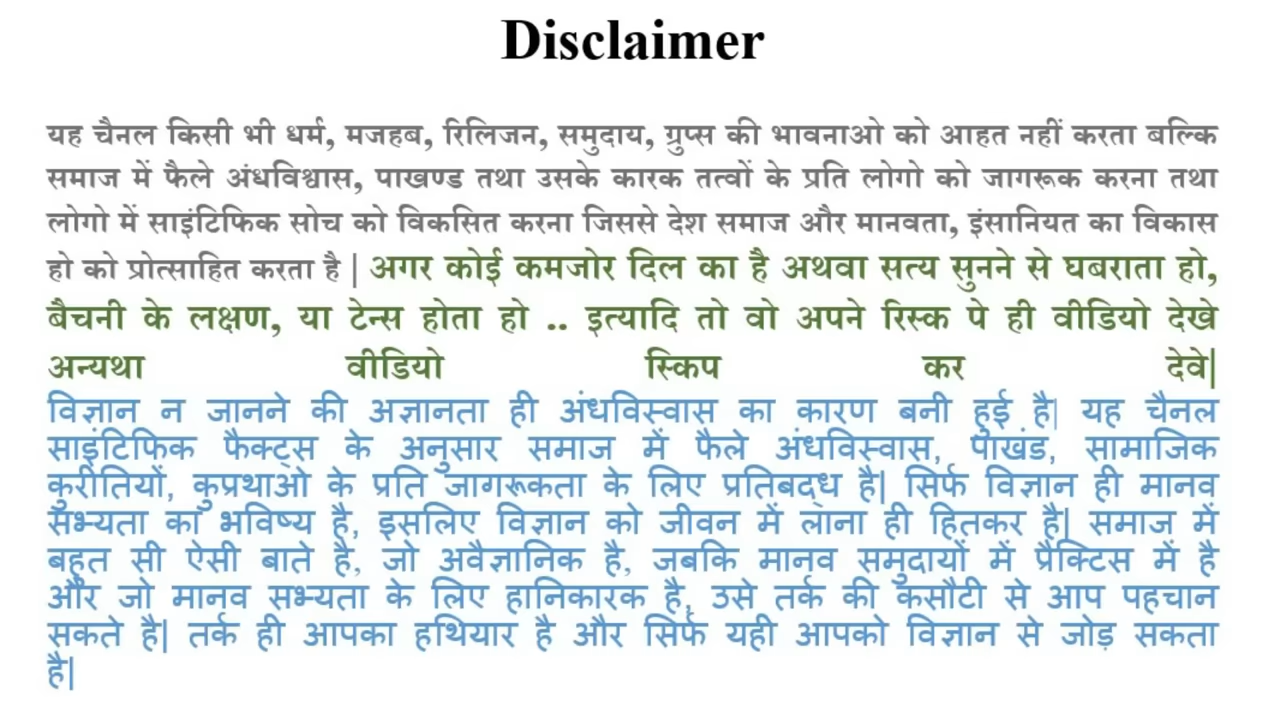 Disclaimer
यह चैनल किसी भी धर्म, मजहब, रिलिजन, समुदाय, ग्रुप्स की भावनाओ को आहत नहीं करता बल्कि
समाज में फैले अंधविश्वास, पाखण्ड तथा उसके कारक तत्वों के प्रति लोगो को जागरूक करना तथा
लोगो में साइंटिफिक सोच को विकसित करना जिससे देश समाज और मानवता, इंसानियत का विकास
हो को प्रोत्साहित करता है | अगर कोई कमजोर दिल का है अथवा सत्य सुनने से घबराता हो,
बैचनी के लक्षण, या टेन्स होता हो .. इत्यादि तो वो अपने रिस्क पे ही वीडियो देखे
अन्यथा वीडियो स्किप कर देवे|
विज्ञान न जानने की अज्ञानता ही अंधविस्वास का कारण बनी हुई है| यह चैनल
साइंटिफिक फैक्ट्स के अनुसार समाज में फैले अंधविस्वास, पाखंड, सामाजिक
कुरीतियों, कुप्रथाओ के प्रति जागरूकता के लिए प्रतिबद्ध है| सिर्फ विज्ञान ही मानव
सभ्यता का भविष्य है, इसलिए विज्ञान को जीवन में लाना ही हितकर है| समाज में
बहुत सी ऐसी बाते है, जो अवैज्ञानिक है, जबकि मानव समुदायों में प्रैक्टिस में है
और जो मानव सभ्यता के लिए हानिकारक है, उसे तर्क की कसौटी से आप पहचान
सकते है| तर्क ही आपका हथियार है और सिर्फ यही आपको विज्ञान से जोड़ सकता
है|